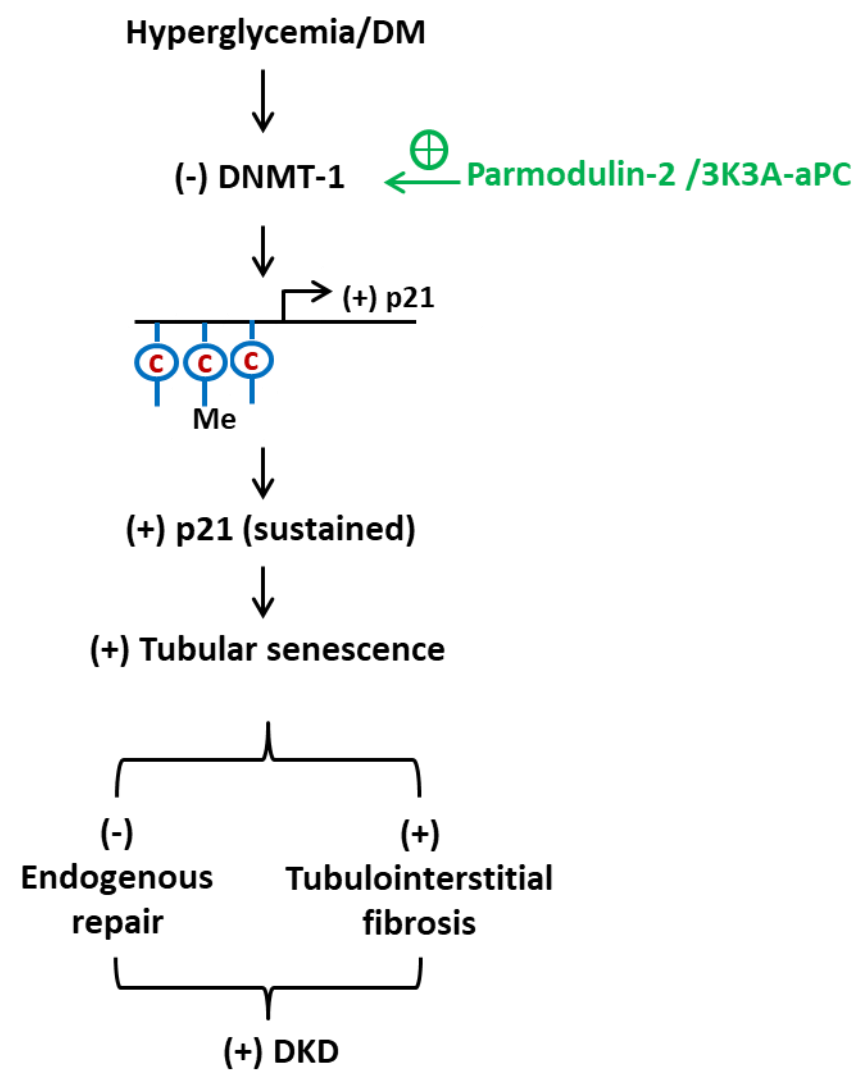 Hyperglycemia/DM
(-) DNMT-1
Parmodulin-2 /3K3A-aPC
(+) p21
C C C
Me
(+) p21 (sustained)
(+) Tubular senescence
(-)
Endogenous
repair
(+)
Tubulointerstitial
fibrosis
(+) DKD